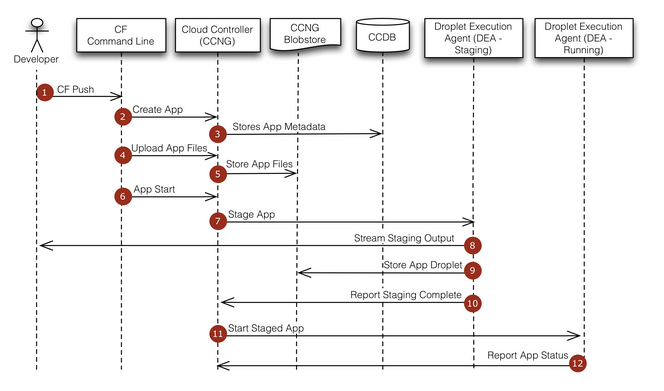 Developer
CF
Command Line
Cloud Controller
(CCNG)
CCNG
Blobstore
CCDB
Droplet Execution
Agent (DEA -
Staging)
Droplet Execution
Agent (DEA -
Running)
1 CF Push
2 Create App
3 Stores App Metadata
4 Upload App Files
5 Store App Files
6 App Start
7 Stage App
Stream Staging Output 8
Store App Droplet 9
Report Staging Complete 10
11 Start Staged App
Report App Status 12